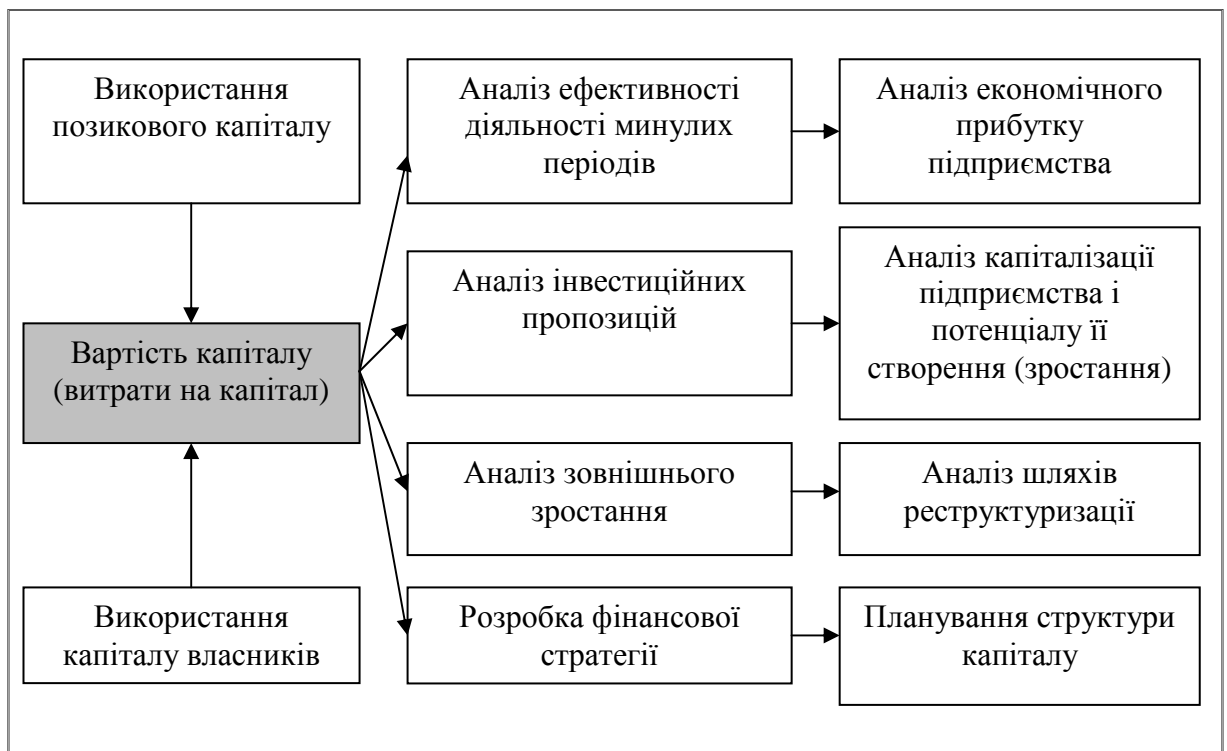 Використання
позикового капіталу
Аналіз ефективності
діяльності минулих
періодів
Аналіз економічного
прибутку
підприємства
Аналіз інвестиційних
пропозицій
Аналіз капіталізації
підприємства і
потенціалу її
створення (зростання)
Вартість капіталу
(витрати на капітал)
Аналіз зовнішнього
зростання
Аналіз шляхів
реструктуризації
Використання
капіталу власників
Розробка фінансової
стратегії
Планування структури
капіталу